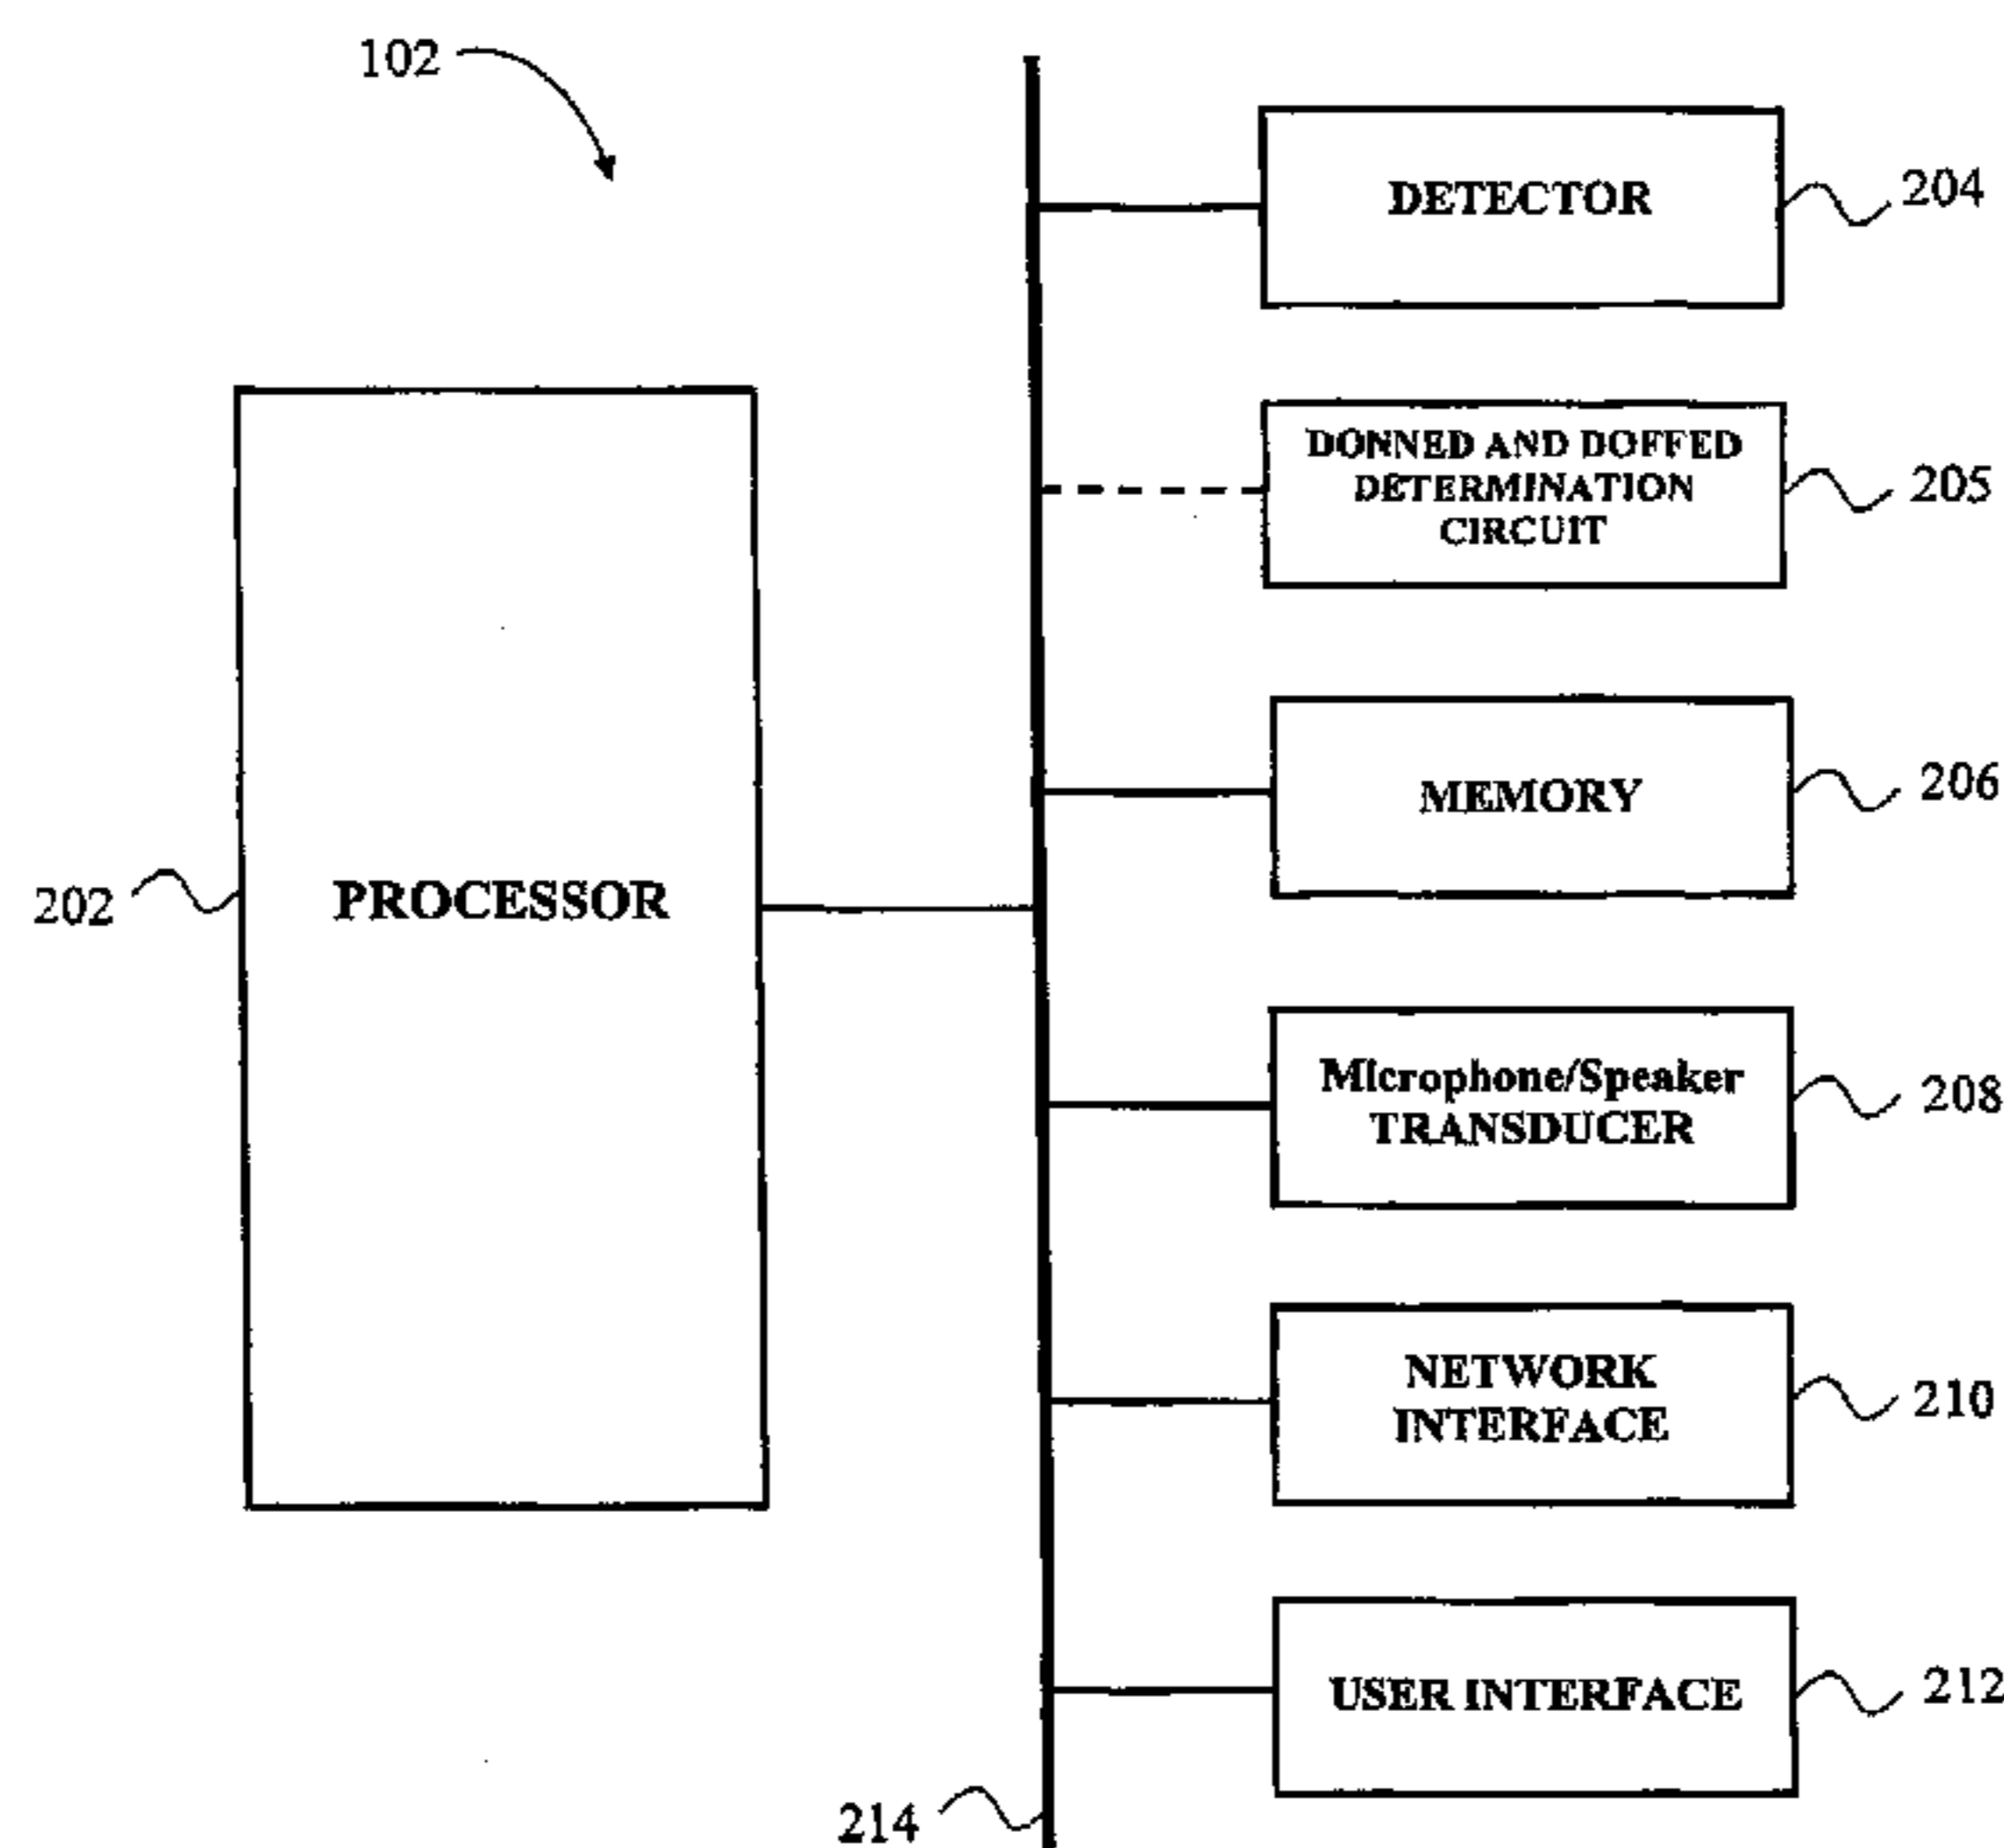 102
DETECTOR
204
DONNED AND DOFFED
DETERMINATION
CIRCUIT
205
MEMORY
206
202
PROCESSOR
Microphone/Speaker
TRANSDUCER
208
NETWORK
INTERFACE
210
USER INTERFACE
212
214